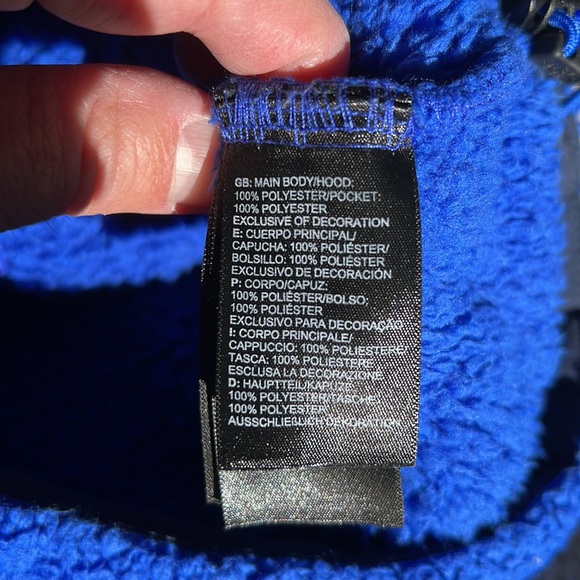 GB: MAIN BODY/HOOD:
100% POLYESTER/POCKET:
100% POLYESTER
EXCLUSIVE OF DECORATION
E: CUERPO PRINCIPAL/
CAPUCHA: 100% POLIÉSTER/
BOLSILLO: 100% POLIÉSTER
EXCLUSIVO DE DECORACIÓN
P: CORPO/CAPUZ:
100% POLIÉSTER/BOLSO:
100% POLIÉSTER
EXCLUSIVO PARA DECORAÇÃO
I: CORPO PRINCIPALE/
CAPPUCCIO: 100% POLIESTERE
TASCA: 100% POLIESTERE
ESCLUSA LA DECORAZIONE
D: HAUPTTEIL/KAPUZE:
100% POLYESTER/TASCHE:
100% POLYESTER
AUSSCHLIEßLICH DEKORATION